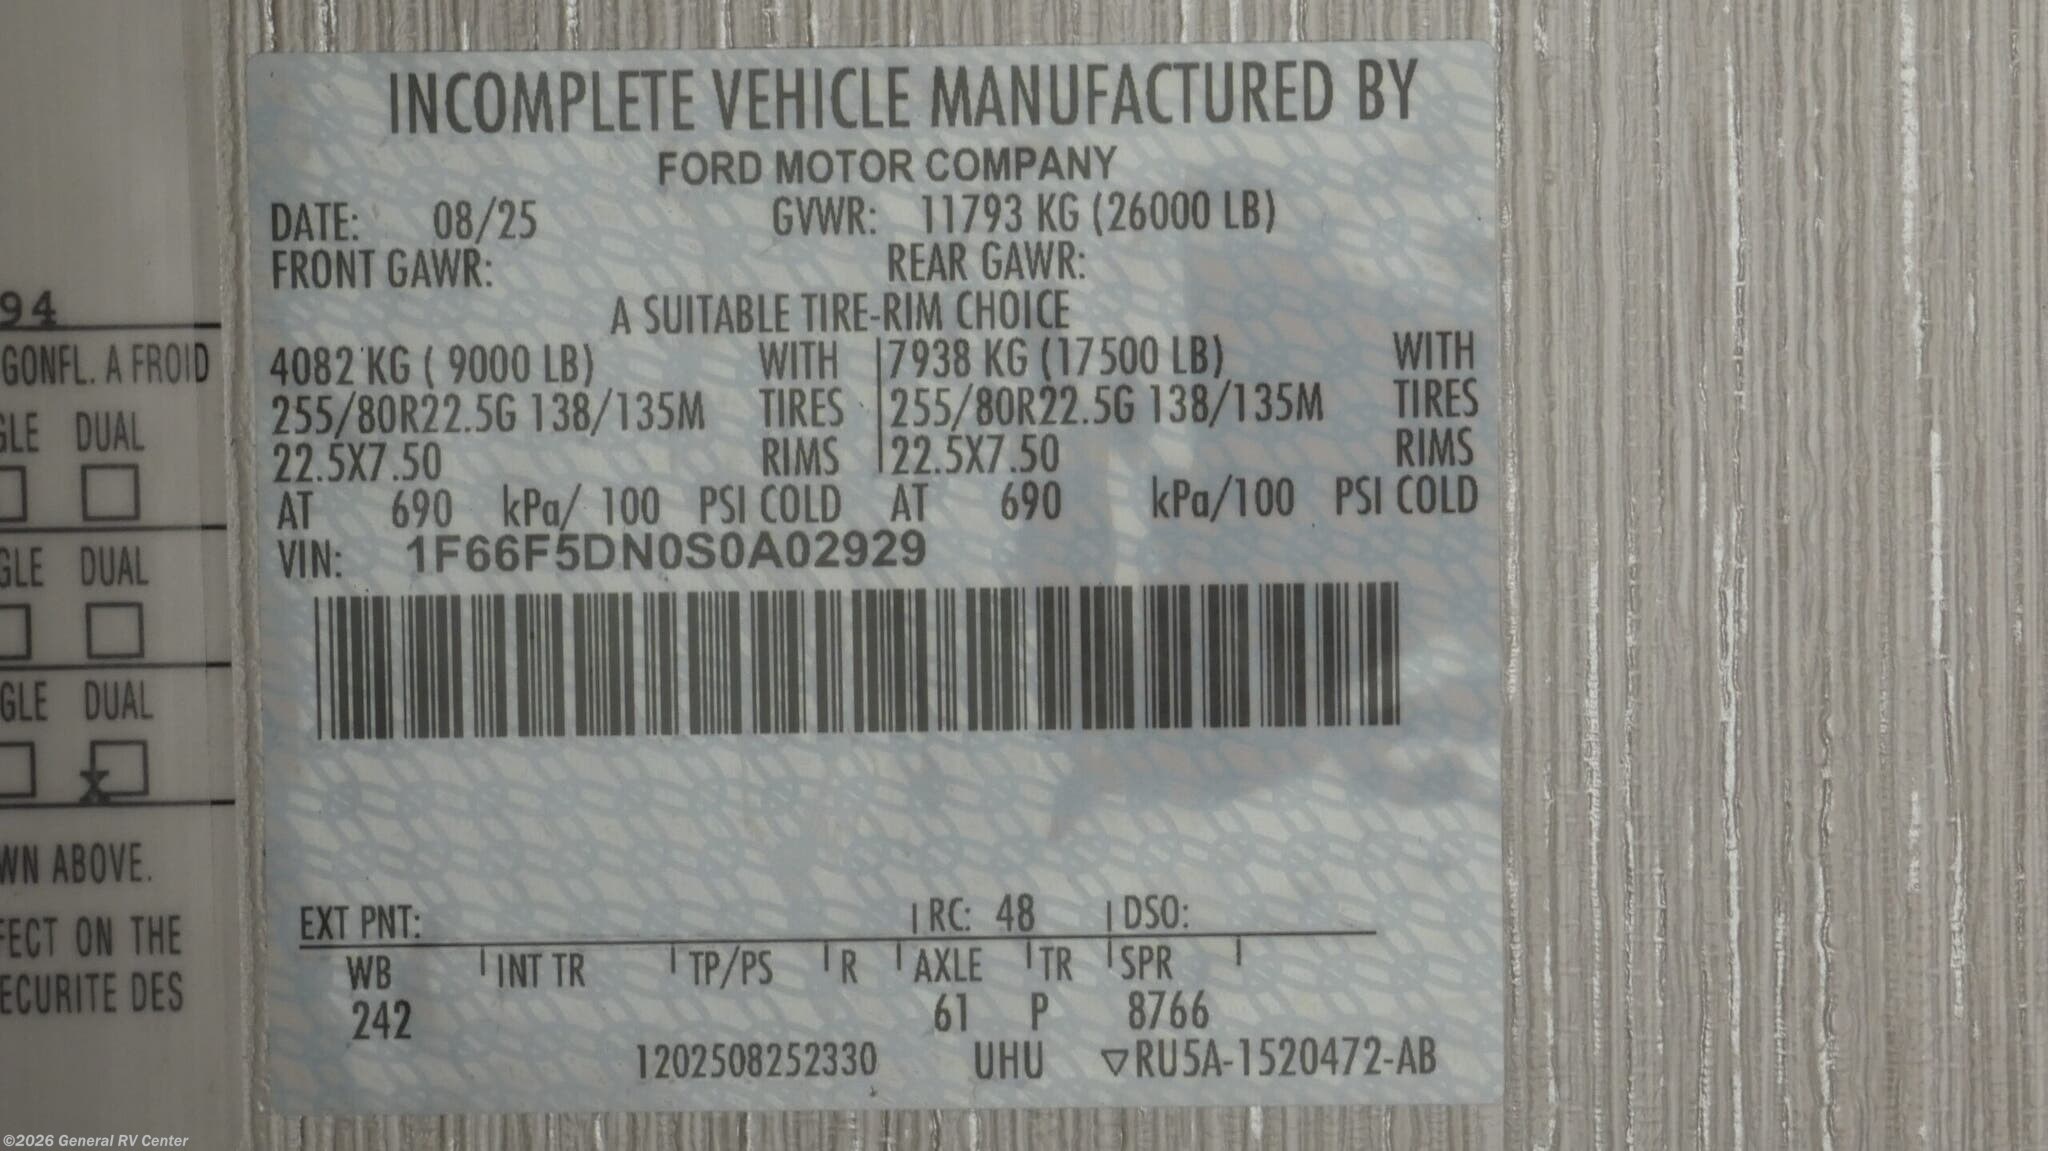 INCOMPLETE VEHICLE MANUFACTURED BY
FORD MOTOR COMPANY
DATE: 08/25 GVWR: 11793 KG (26000 LB)
FRONT GAWR: REAR GAWR:
A SUITABLE TIRE-RIM CHOICE
4082 KG ( 9000 LB) WITH 7938 KG (17500 LB) WITH
255/80R22.5G 138/135M TIRES 255/80R22.5G 138/135M TIRES
22.5X7.50 RIMS 22.5X7.50 RIMS
AT 690 kPa/ 100 PSI COLD AT 690 kPa/100 PSI COLD
VIN: 1F66F5DN0S0A02929
EXT PNT: RC: 48 DSO:
WB INT TR TP/PS R AXLE TR SPR
242 61 P 8766
1202508252330 UHU ▽RU5A-1520472-AB
94
GONFL. A FROID
GLE DUAL
GLE DUAL
GLE DUAL
x
WN ABOVE.
FECT ON THE
ECURITE DES
©2026 General RV Center